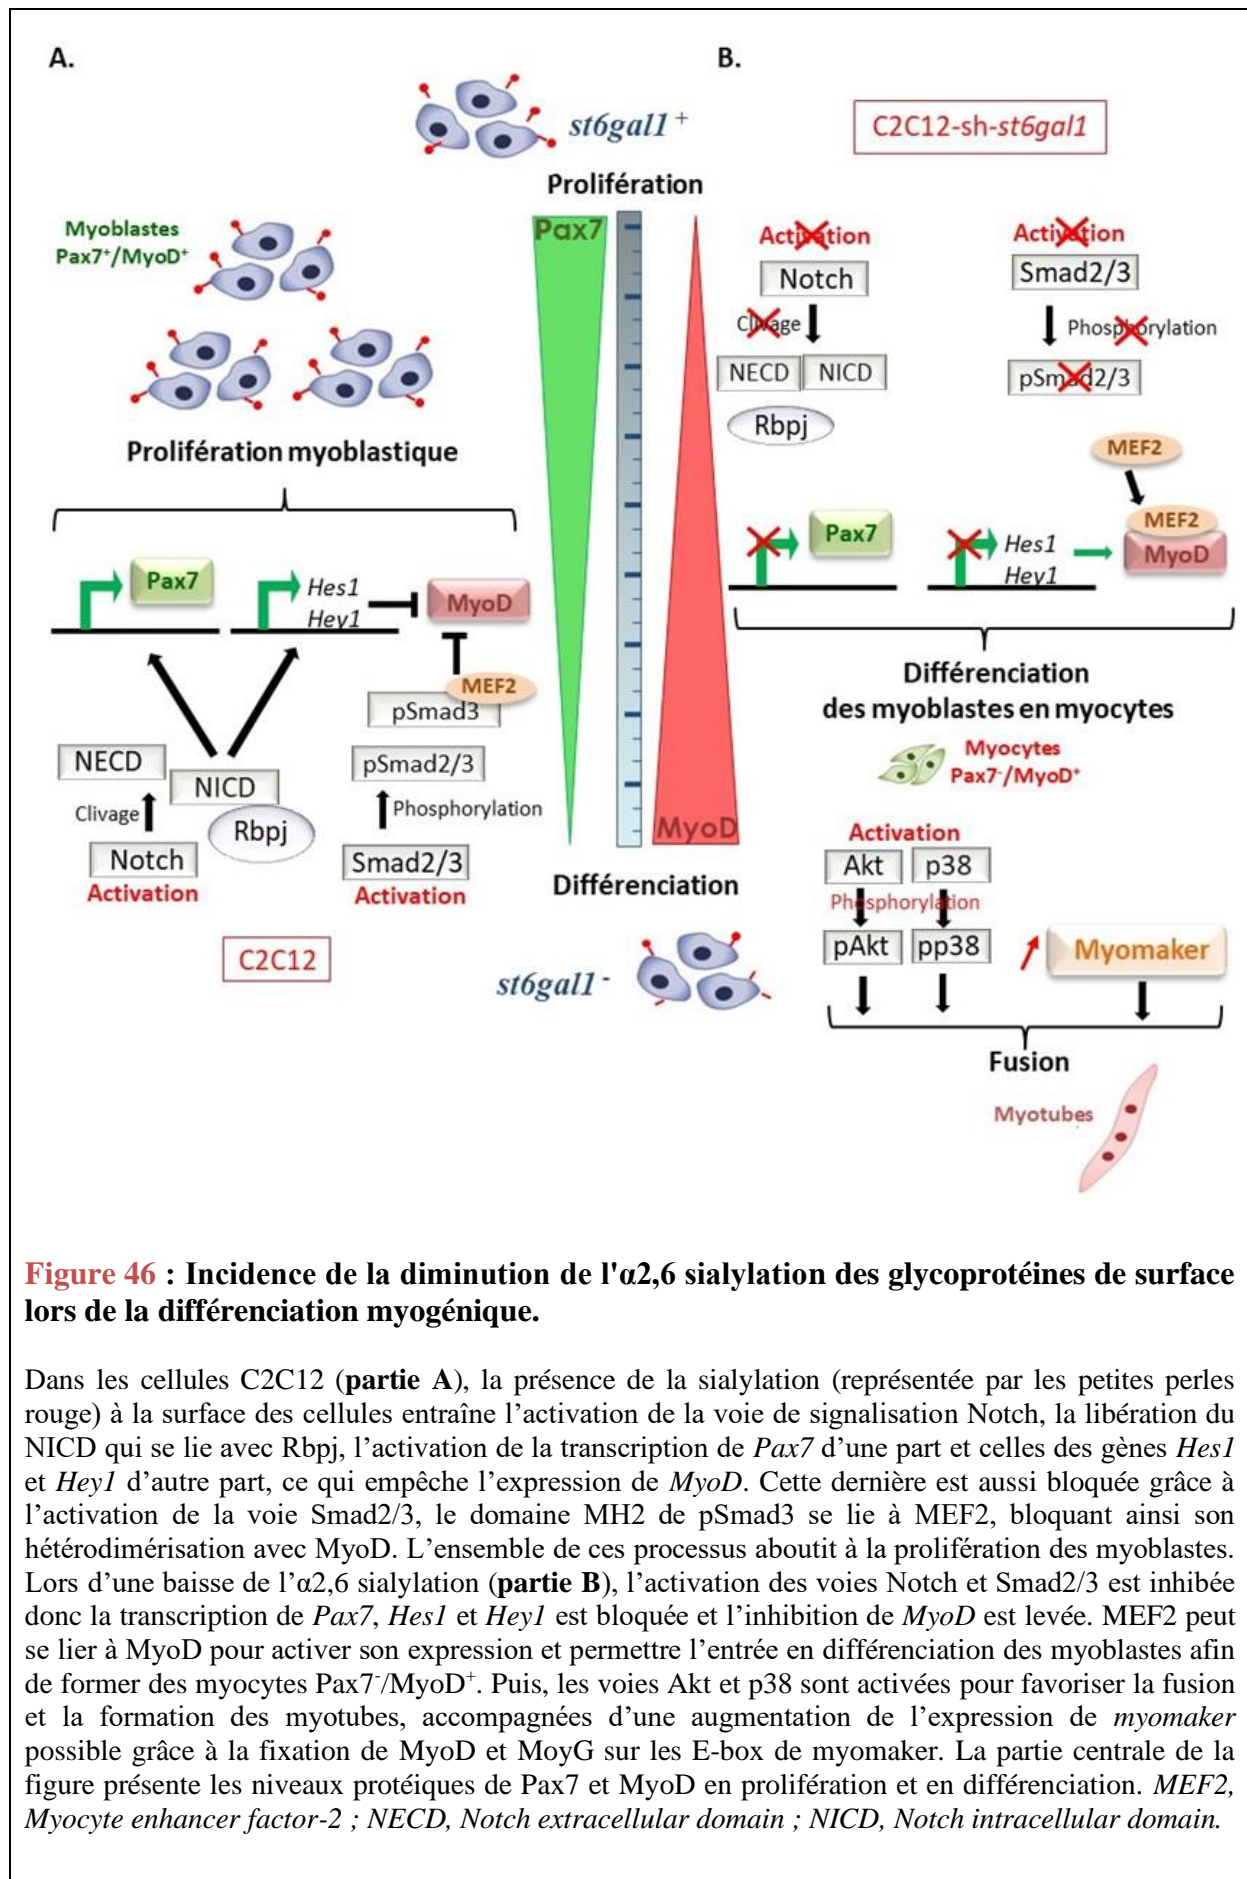 A.
B.
st6gal1 +
C2C12-sh-st6gal1
Prolifération
Myoblastes
Pax7+/MyoD+
Pax7
Activation
Notch
Clivage
NECD
NICD
Rbpj
Activation
Smad2/3
Phosphorylation
pSmad2/3
MEF2
MEF2
MyoD
Prolifération myoblastique
Pax7
Hes1
Hey1
MyoD
MEF2
pSmad3
pSmad2/3
Phosphorylation
Smad2/3
Activation
NECD
NICD
Clivage
Rbpj
Notch
Activation
C2C12
Pax7
Hes1
Hey1
Différenciation
des myoblastes en myocytes
Myocytes
Pax7-/MyoD+
MyoD
Différenciation
st6gal1 -
Activation
Akt
p38
Phosphorylation
pAkt
pp38
Myomaker
Fusion
Myotubes
Figure 46 : Incidence de la diminution de l'α2,6 sialylation des glycoprotéines de surface
lors de la différenciation myogénique.
Dans les cellules C2C12 (partie A), la présence de la sialylation (représentée par les petites perles
rouge) à la surface des cellules entraîne l’activation de la voie de signalisation Notch, la libération du
NICD qui se lie avec Rbpj, l’activation de la transcription de Pax7 d’une part et celles des gènes Hes1
et Hey1 d’autre part, ce qui empêche l’expression de MyoD. Cette dernière est aussi bloquée grâce à
l’activation de la voie Smad2/3, le domaine MH2 de pSmad3 se lie à MEF2, bloquant ainsi son
hétérodimérisation avec MyoD. L’ensemble de ces processus aboutit à la prolifération des myoblastes.
Lors d’une baisse de l’α2,6 sialylation (partie B), l’activation des voies Notch et Smad2/3 est inhibée
donc la transcription de Pax7, Hes1 et Hey1 est bloquée et l’inhibition de MyoD est levée. MEF2 peut
se lier à MyoD pour activer son expression et permettre l’entrée en différenciation des myoblastes afin
de former des myocytes Pax7-/MyoD+. Puis, les voies Akt et p38 sont activées pour favoriser la fusion
et la formation des myotubes, accompagnées d’une augmentation de l’expression de myomaker
possible grâce à la fixation de MyoD et MoyG sur les E-box de myomaker. La partie centrale de la
figure présente les niveaux protéiques de Pax7 et MyoD en prolifération et en différenciation. MEF2,
Myocyte enhancer factor-2 ; NECD, Notch extracellular domain ; NICD, Notch intracellular domain.